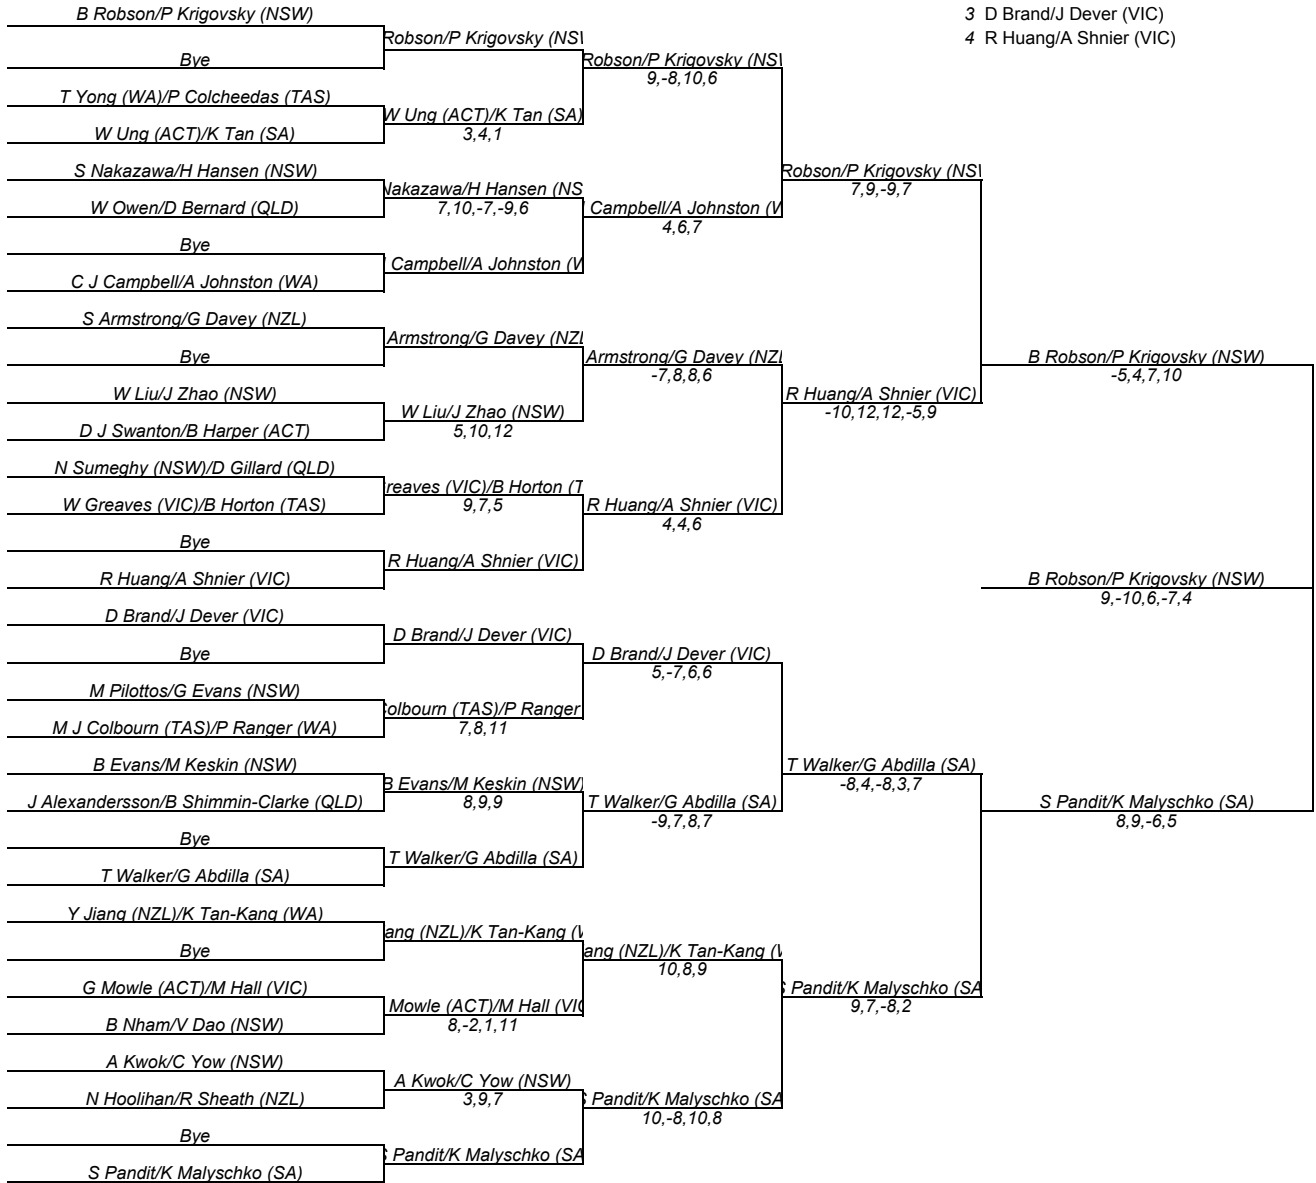 3 D Brand/J Dever (VIC)
4 R Huang/A Shnier (VIC)
B Robson/P Krigovsky (NSW)
Bye
T Yong (WA)/P Colcheedas (TAS)
W Ung (ACT)/K Tan (SA)
S Nakazawa/H Hansen (NSW)
W Owen/D Bernard (QLD)
Bye
C J Campbell/A Johnston (WA)
S Armstrong/G Davey (NZL)
Bye
W Liu/J Zhao (NSW)
D J Swanton/B Harper (ACT)
N Sumeghy (NSW)/D Gillard (QLD)
W Greaves (VIC)/B Horton (TAS)
Bye
R Huang/A Shnier (VIC)
D Brand/J Dever (VIC)
Bye
M Pilottos/G Evans (NSW)
M J Colbourn (TAS)/P Ranger (WA)
B Evans/M Keskin (NSW)
J Alexandersson/B Shimmin-Clarke (QLD)
Bye
T Walker/G Abdilla (SA)
Y Jiang (NZL)/K Tan-Kang (WA)
Bye
G Mowle (ACT)/M Hall (VIC)
B Nham/V Dao (NSW)
A Kwok/C Yow (NSW)
N Hoolihan/R Sheath (NZL)
Bye
S Pandit/K Malyschko (SA)
Robson/P Krigovsky (NS
W Ung (ACT)/K Tan (SA)
3,4,1
Nakazawa/H Hansen (NS
7,10,-7,-9,6
Campbell/A Johnston (W
Armstrong/G Davey (NZL
W Liu/J Zhao (NSW)
5,10,12
reaves (VIC)/B Horton (T
9,7,5
R Huang/A Shnier (VIC)
D Brand/J Dever (VIC)
olbourn (TAS)/P Ranger
7,8,11
B Evans/M Keskin (NSW)
8,9,9
T Walker/G Abdilla (SA)
ang (NZL)/K Tan-Kang (W
Mowle (ACT)/M Hall (VIC
8,-2,1,11
A Kwok/C Yow (NSW)
3,9,7
S Pandit/K Malyschko (SA
Robson/P Krigovsky (NS
9,-8,10,6
Campbell/A Johnston (W
4,6,7
Armstrong/G Davey (NZL
-7,8,8,6
R Huang/A Shnier (VIC)
4,4,6
D Brand/J Dever (VIC)
5,-7,6,6
T Walker/G Abdilla (SA)
-9,7,8,7
ang (NZL)/K Tan-Kang (W
10,8,9
S Pandit/K Malyschko (SA
10,-8,10,8
Robson/P Krigovsky (NS
7,9,-9,7
R Huang/A Shnier (VIC)
-10,12,12,-5,9
T Walker/G Abdilla (SA)
-8,4,-8,3,7
S Pandit/K Malyschko (SA
9,7,-8,2
B Robson/P Krigovsky (NSW)
-5,4,7,10
S Pandit/K Malyschko (SA)
8,9,-6,5
B Robson/P Krigovsky (NSW)
9,-10,6,-7,4